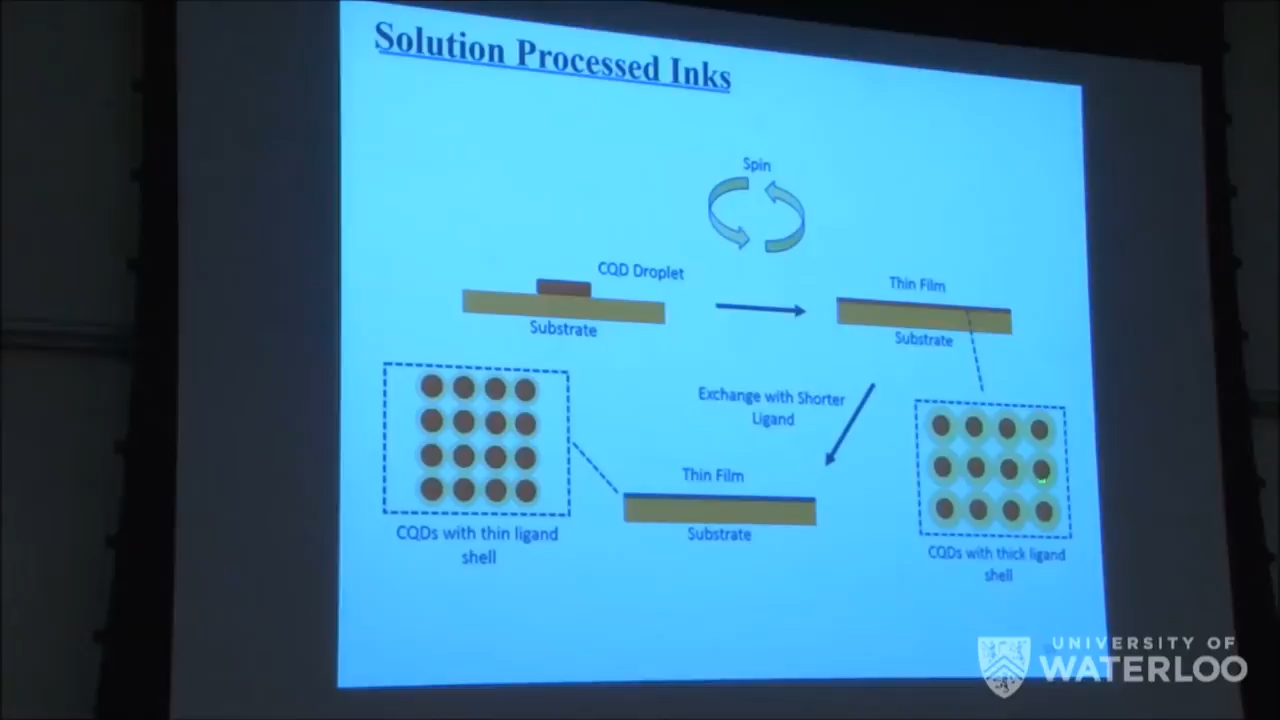 Solution Processed Inks
Spin
CQD Droplet
Substrate
Thin Film
Substrate
Exchange with Shorter
Ligand
Thin Film
Substrate
CQDs with thin ligand
shell
CQDs with thick ligand
shell
UNIVERSITY OF
WATERLOO